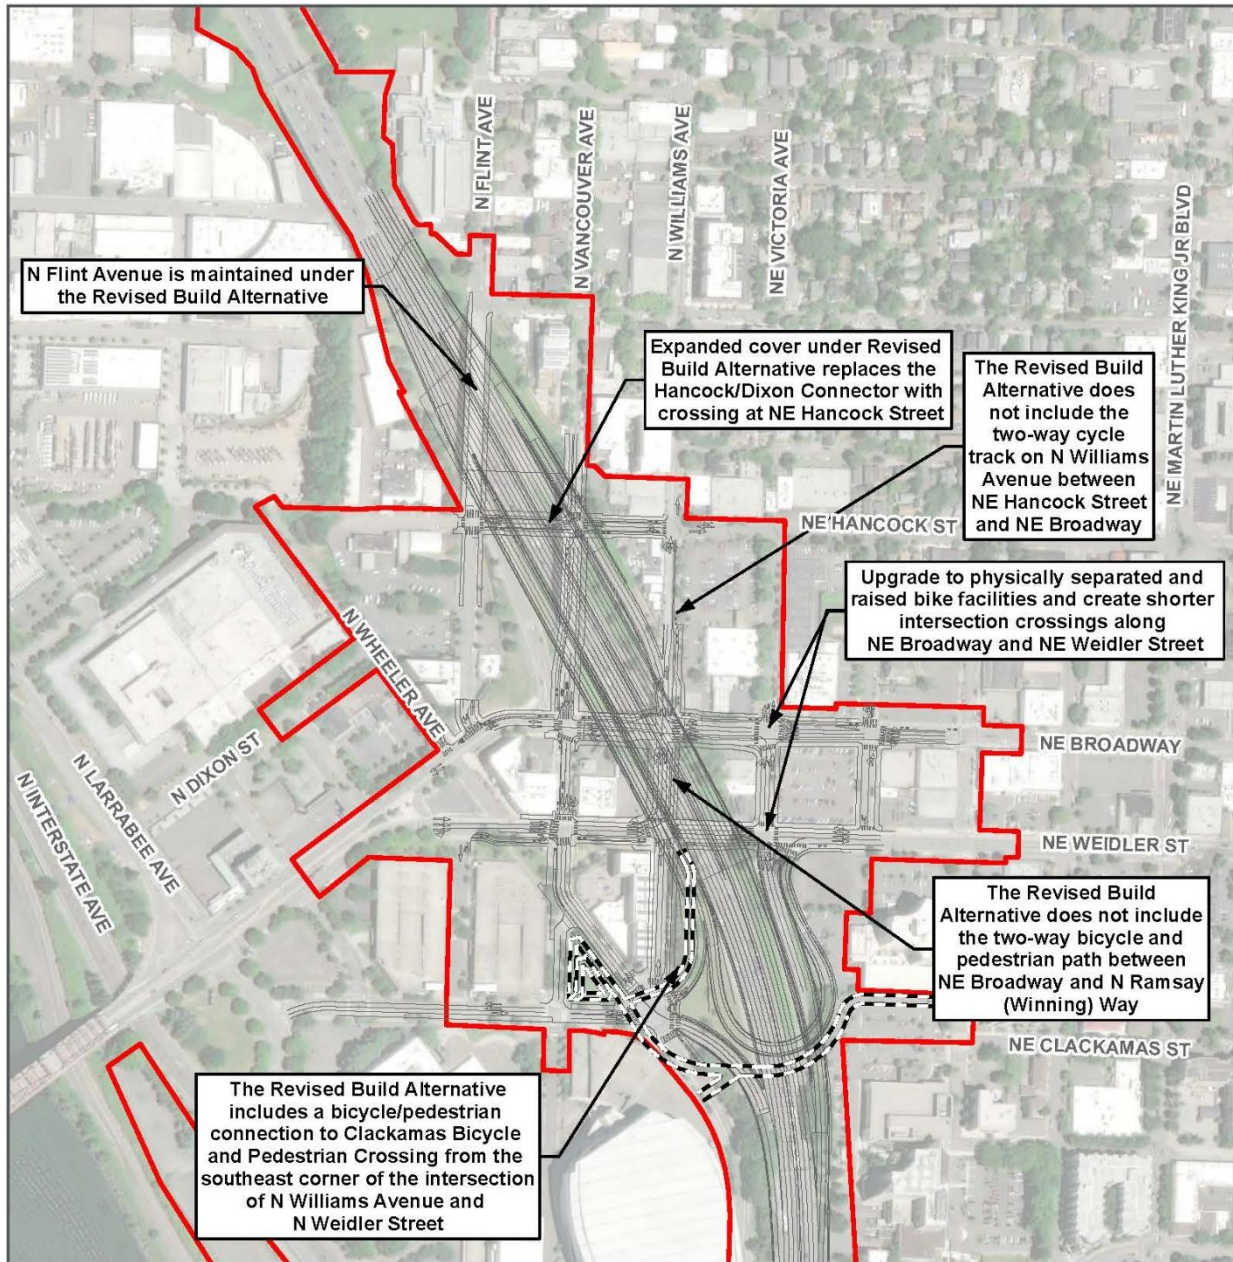 N FLINT AVE
N VANCOUVER AVE
N WILLIAMS AVE
NE VICTORIA AVE
NE MARTIN LUTHER KING JR BLVD
N Flint Avenue is maintained under
the Revised Build Alternative
Expanded cover under Revised
Build Alternative replaces the
Hancock/Dixon Connector with
crossing at NE Hancock Street
The Revised Build
Alternative does
not include the
two-way cycle
track on N Williams
Avenue between
NE Hancock Street
and NE Broadway
NE HANCOCK ST
Upgrade to physically separated and
raised bike facilities and create shorter
intersection crossings along
NE Broadway and NE Weidler Street
N WHEELER AVE
N DIXON ST
N LARRABEE AVE
N INTERSTATE AVE
NE BROADWAY
NE WEIDLER ST
The Revised Build
Alternative does not include
the two-way bicycle and
pedestrian path between
NE Broadway and N Ramsay
(Winning) Way
NE CLACKAMAS ST
The Revised Build Alternative
includes a bicycle/pedestrian
connection to Clackamas Bicycle
and Pedestrian Crossing from the
southeast corner of the intersection
of N Williams Avenue and
N Weidler Street